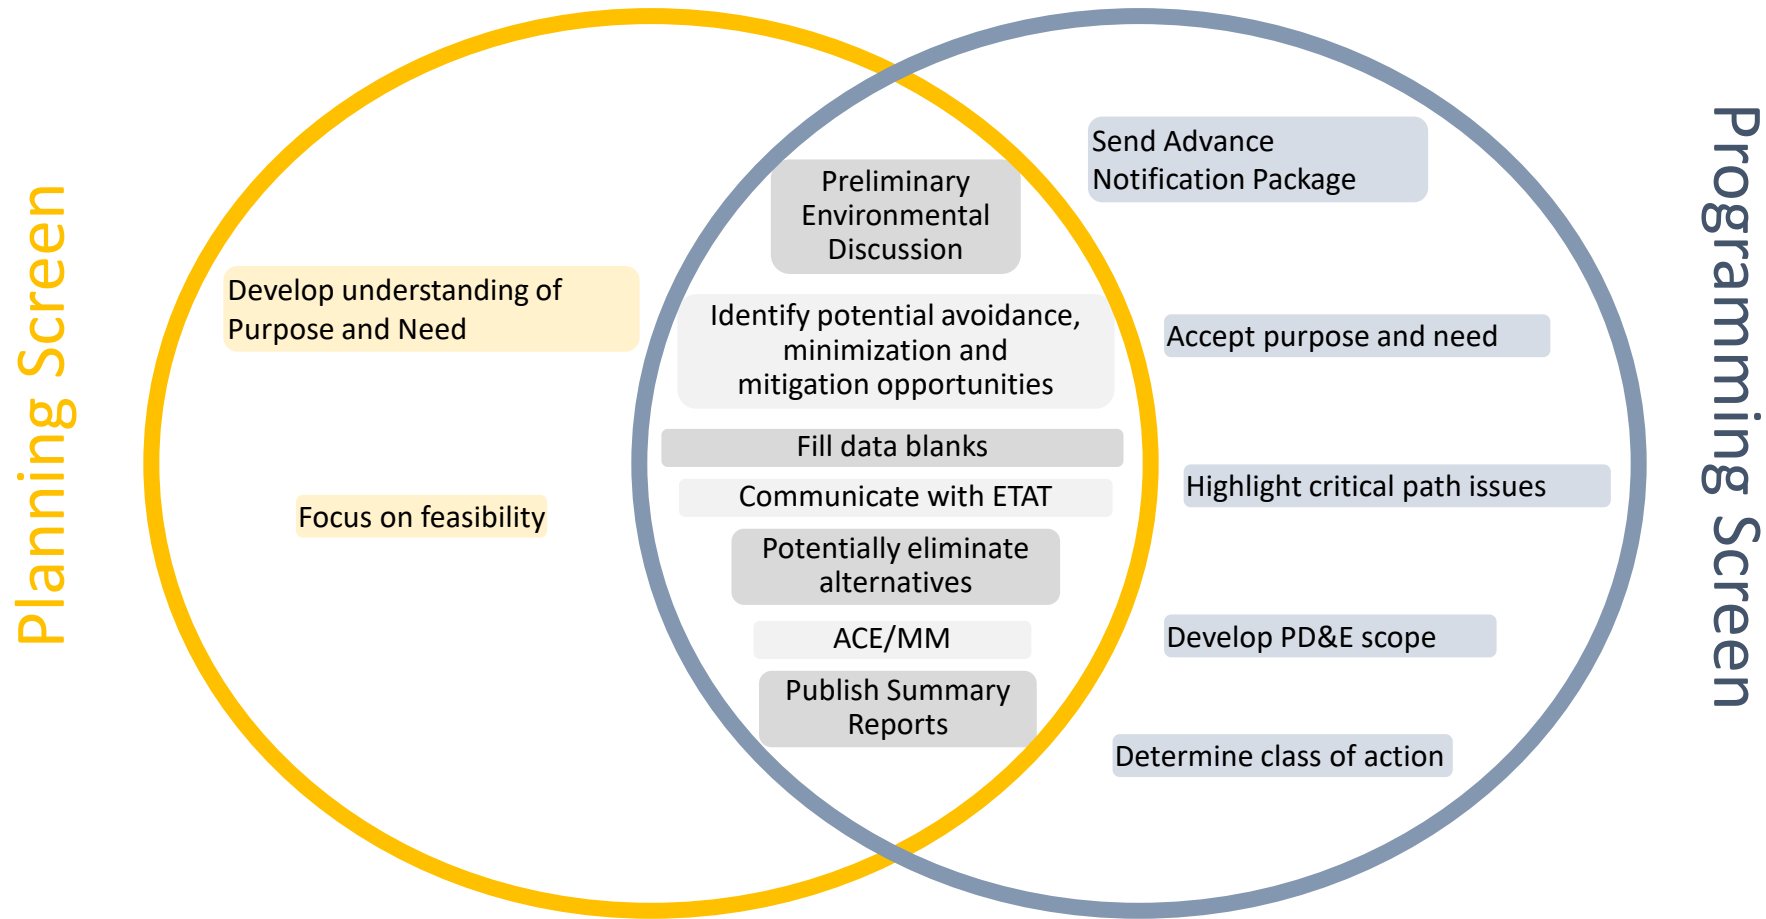 Planning Screen
Develop understanding of
Purpose and Need
Focus on feasibility
Preliminary
Environmental
Discussion
Identify potential avoidance,
minimization and
mitigation opportunities
Fill data blanks
Communicate with ETAT
Potentially eliminate
alternatives
ACE/MM
Publish Summary
Reports
Send Advance
Notification Package
Accept purpose and need
Highlight critical path issues
Develop PD&E scope
Determine class of action
Programming Screen